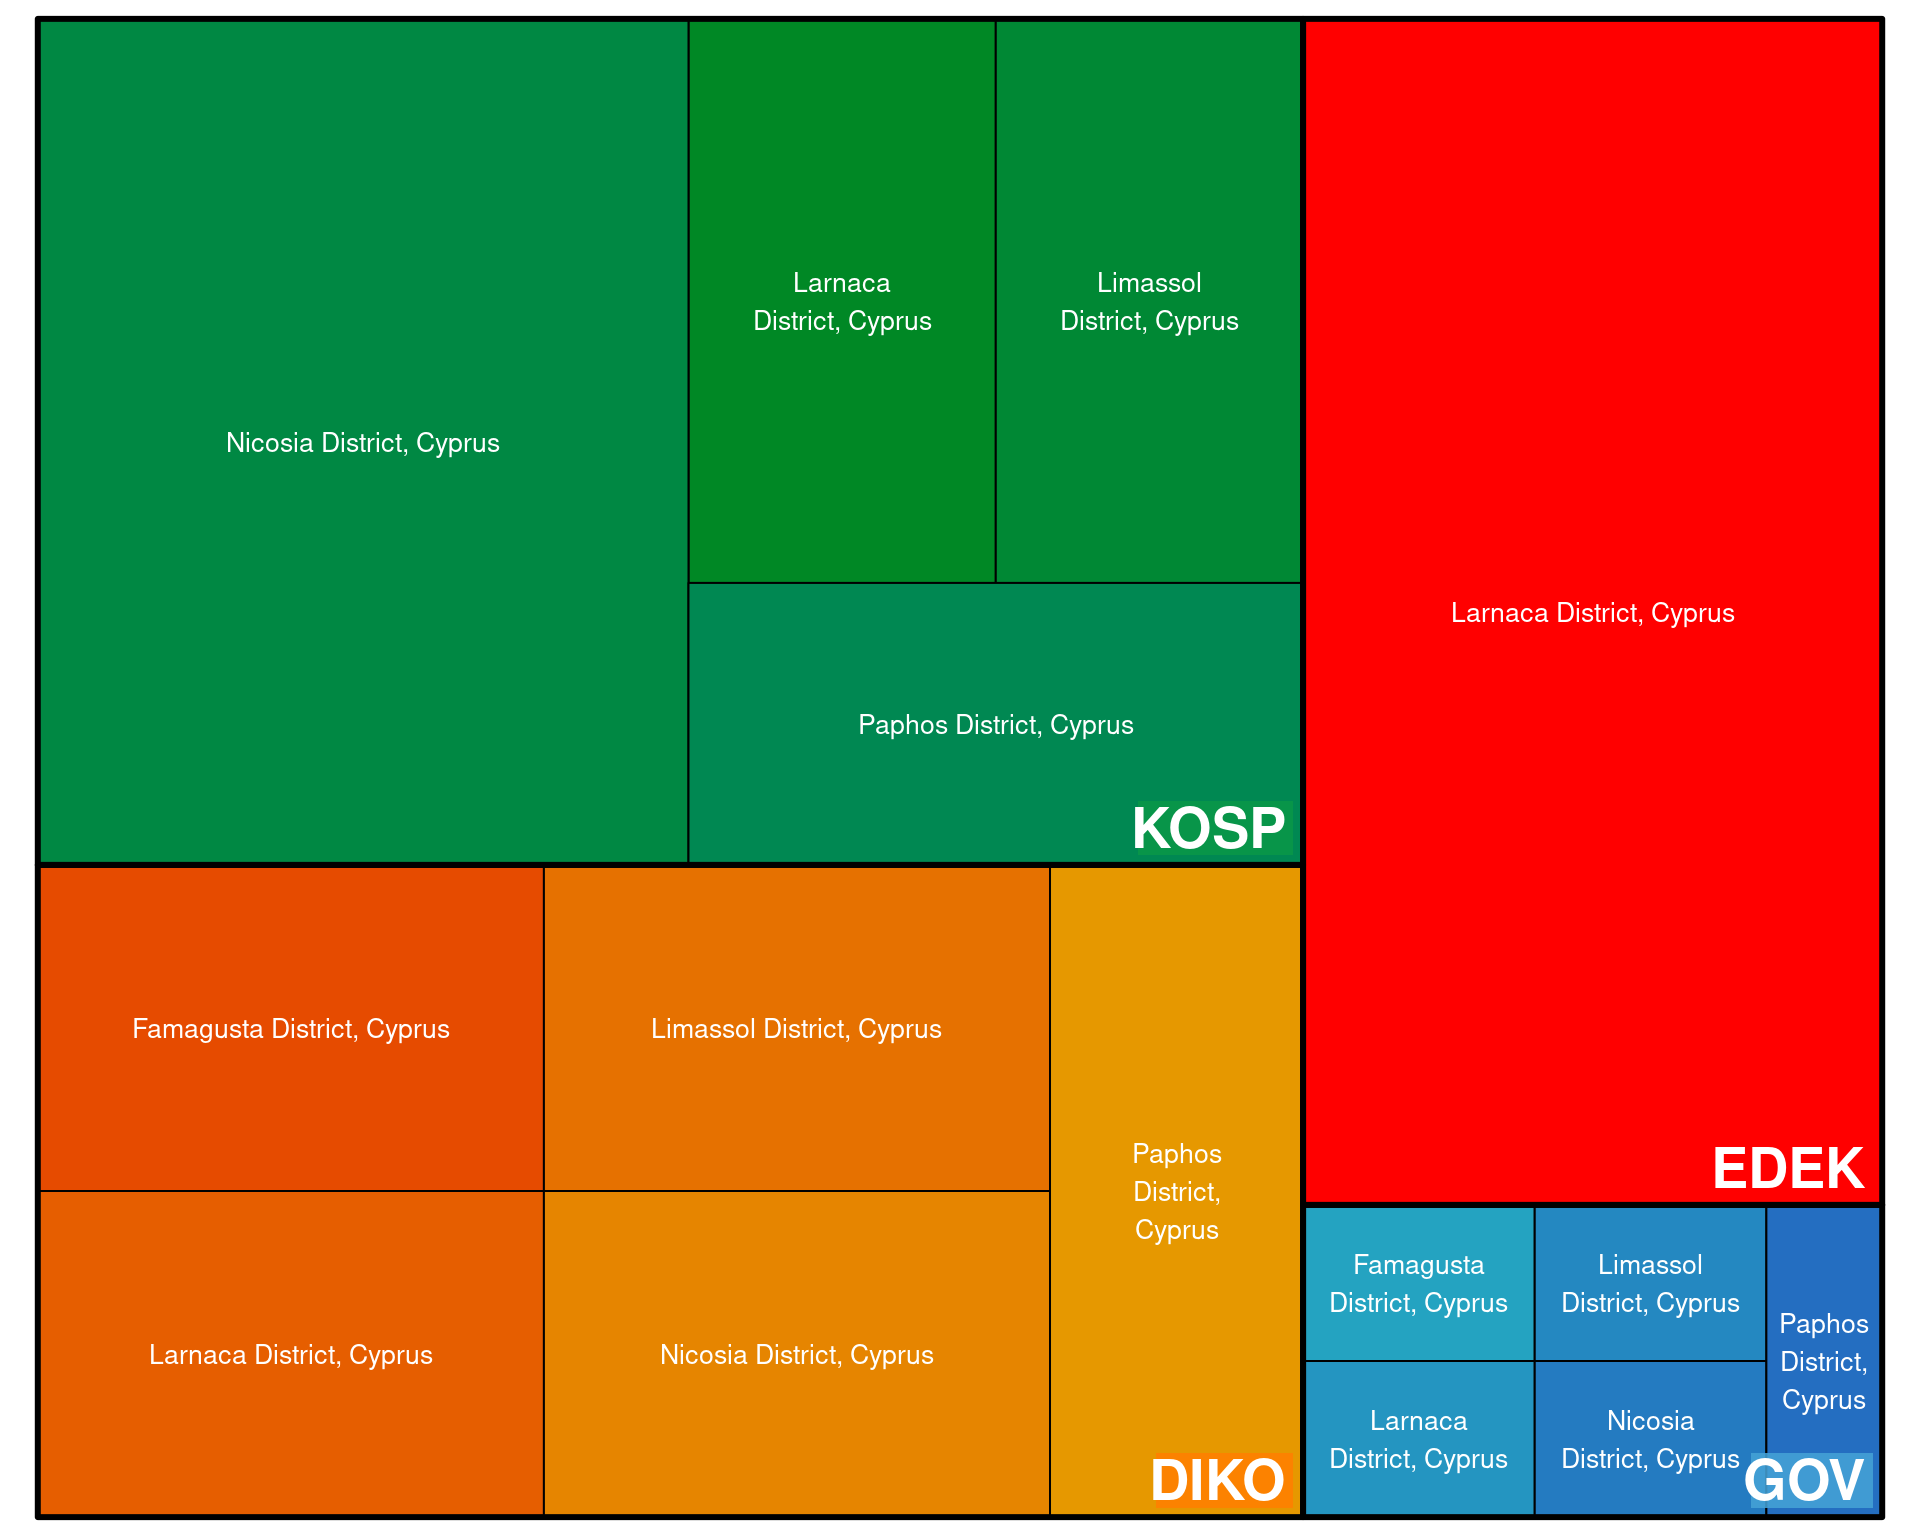 Nicosia District, Cyprus
Larnaca
District, Cyprus
Limassol
District, Cyprus
Paphos District, Cyprus
KOSP
Larnaca District, Cyprus
EDEK
Famagusta District, Cyprus
Limassol District, Cyprus
Larnaca District, Cyprus
Nicosia District, Cyprus
Paphos
District,
Cyprus
DIKO
Famagusta
District, Cyprus
Limassol
District, Cyprus
Larnaca
District, Cyprus
Nicosia
District, Cyprus
Paphos
District,
Cyprus
GOV